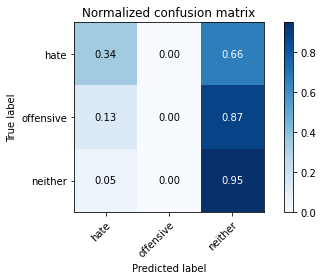 Normalized confusion matrix
True label
hate 0.34 0.00 0.66
offensive 0.13 0.00 0.87
neither 0.05 0.00 0.95
hate offensive neither
Predicted label
0.8
0.6
0.4
0.2
0.0